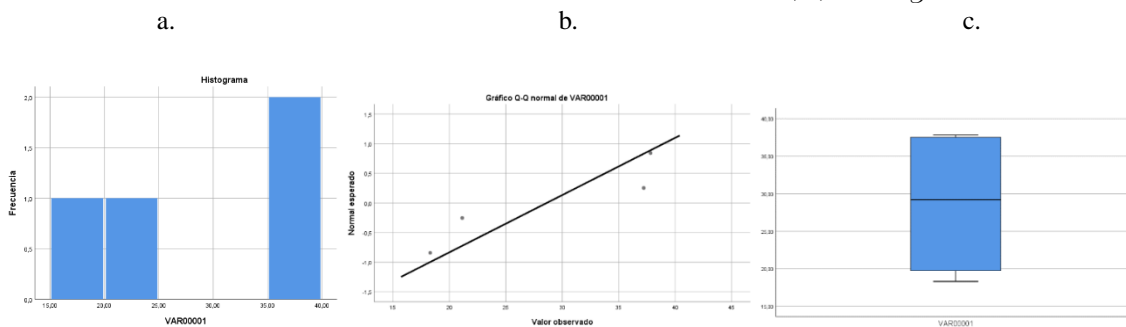 a.
b.
c.
Histograma
Frecuencia
2,0
1,5
1,0
0,5
0,0
15,00 20,00 25,00 30,00 35,00 40,00
VAR00001
Gráfico Q-Q normal de VAR00001
Normal esperado
1,5
1,0
0,5
0,0
-0,5
-1,0
-1,5
15 20 25 30 35 40 45
Valor observado
40,00
35,00
30,00
25,00
20,00
15,00
VAR00001